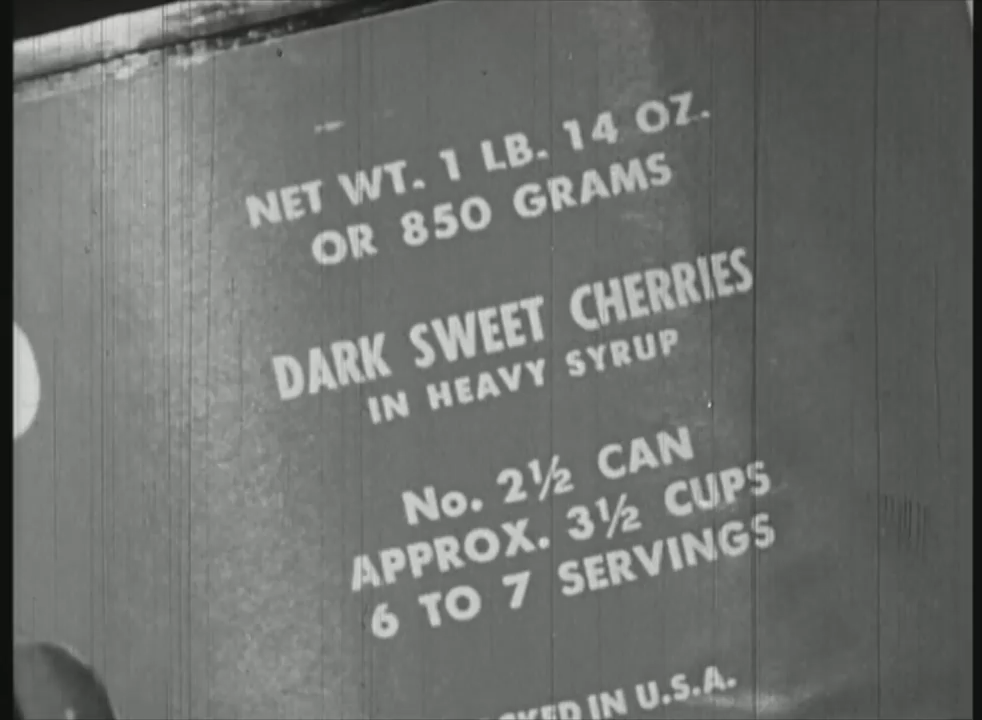 NET WT. 1 LB. 14 OZ.
OR 850 GRAMS
DARK SWEET CHERRIES
IN HEAVY SYRUP
No. 2½ CAN
APPROX. 3½ CUPS
6 TO 7 SERVINGS
IN U.S.A.